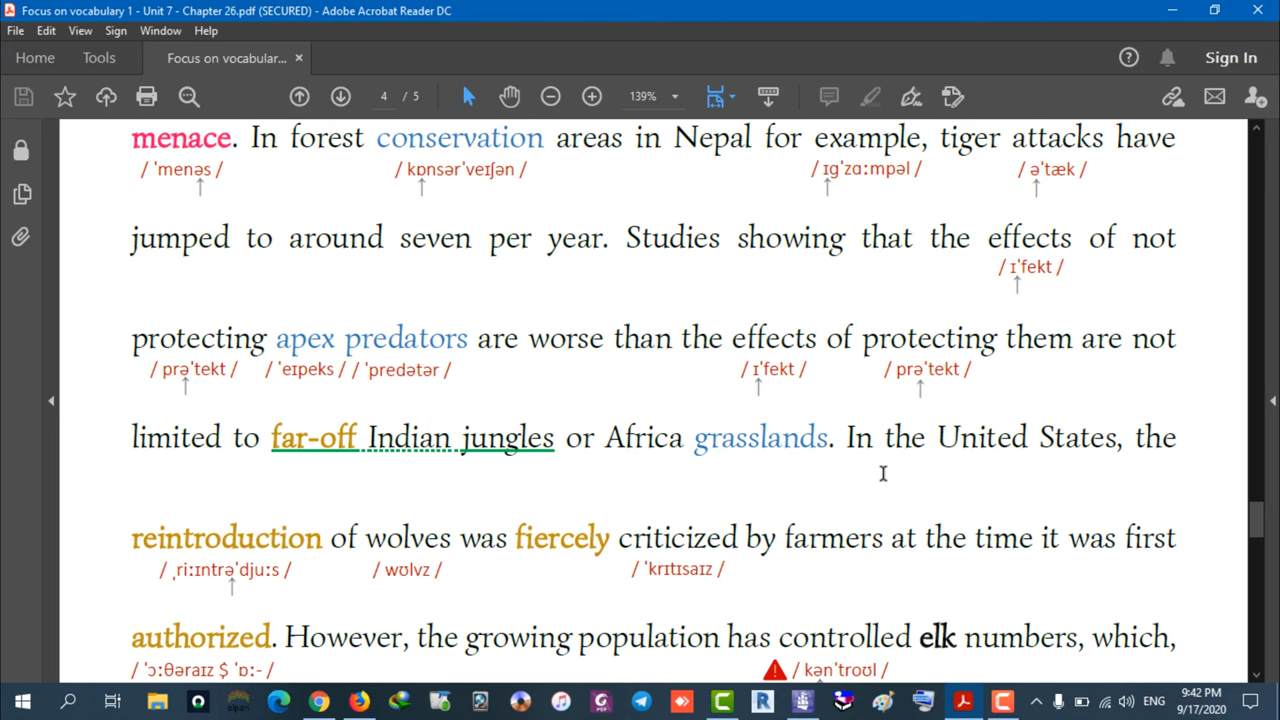 Focus on vocabulary 1 - Unit 7 - Chapter 26.pdf (SECURED) - Adobe Acrobat Reader DC
File Edit View Sign Window Help
Home Tools Focus on vocabular... × Sign In
4 / 5 139%
menace. In forest conservation areas in Nepal for example, tiger attacks have
/ ˈmenəs / / kɒnsərˈveɪʃən / / ɪɡˈzɑːmpəl / / əˈtæk /
jumped to around seven per year. Studies showing that the effects of not
/ ɪˈfekt /
protecting apex predators are worse than the effects of protecting them are not
/ prəˈtekt / / ˈeɪpeks / / ˈpredətər / / ɪˈfekt / / prəˈtekt /
limited to far-off Indian jungles or Africa grasslands. In the United States, the
reintroduction of wolves was fiercely criticized by farmers at the time it was first
/ ˌriːɪntrəˈdjuːs / / wʊlvz / / ˈkrɪtɪsaɪz /
authorized. However, the growing population has controlled elk numbers, which,
/ ˈɔːθəraɪz $ ˈɒː- / / kənˈtroʊl /
ENG 9:42 PM
9/17/2020